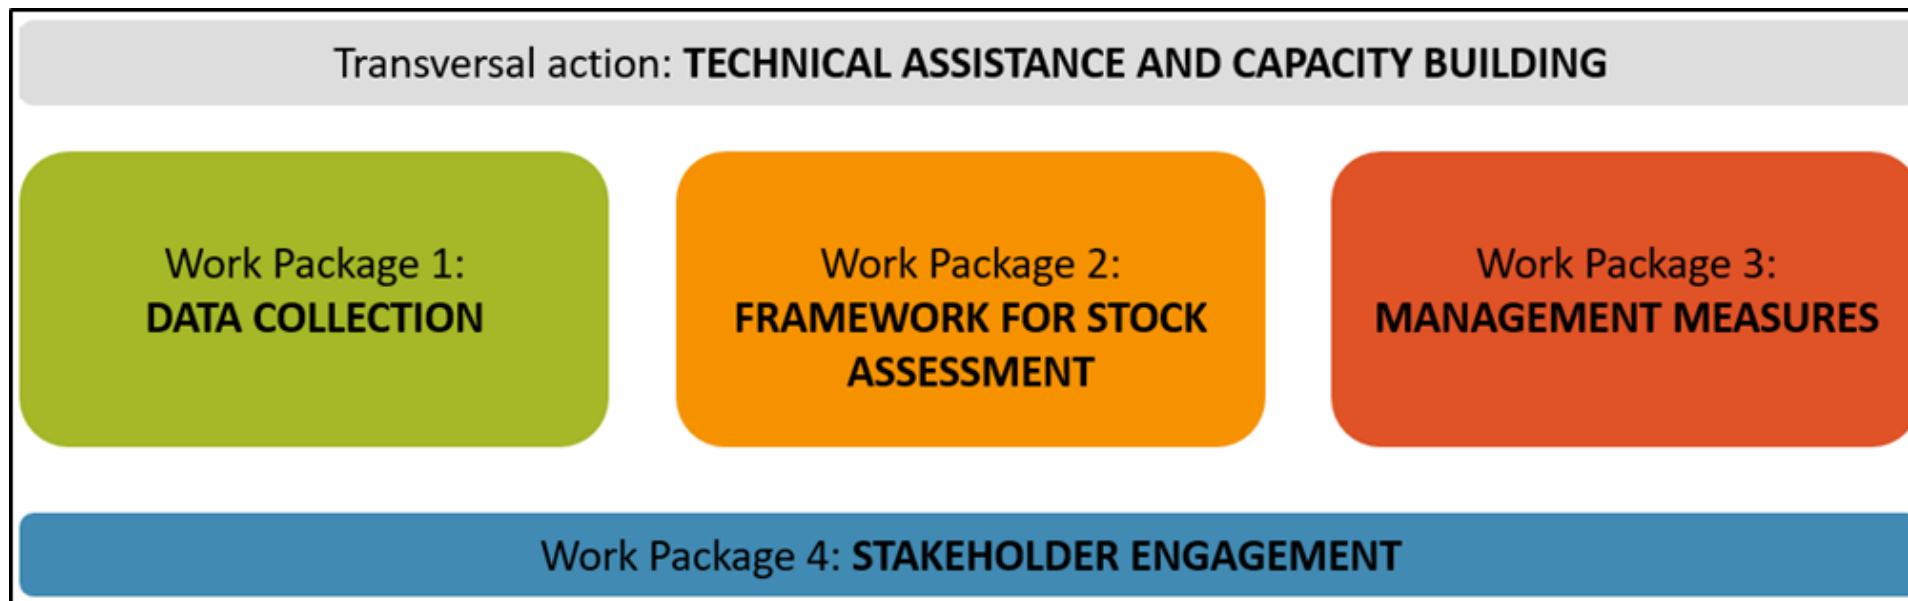 Transversal action: TECHNICAL ASSISTANCE AND CAPACITY BUILDING
Work Package 1:
DATA COLLECTION
Work Package 2:
FRAMEWORK FOR STOCK
ASSESSMENT
Work Package 3:
MANAGEMENT MEASURES
Work Package 4: STAKEHOLDER ENGAGEMENT